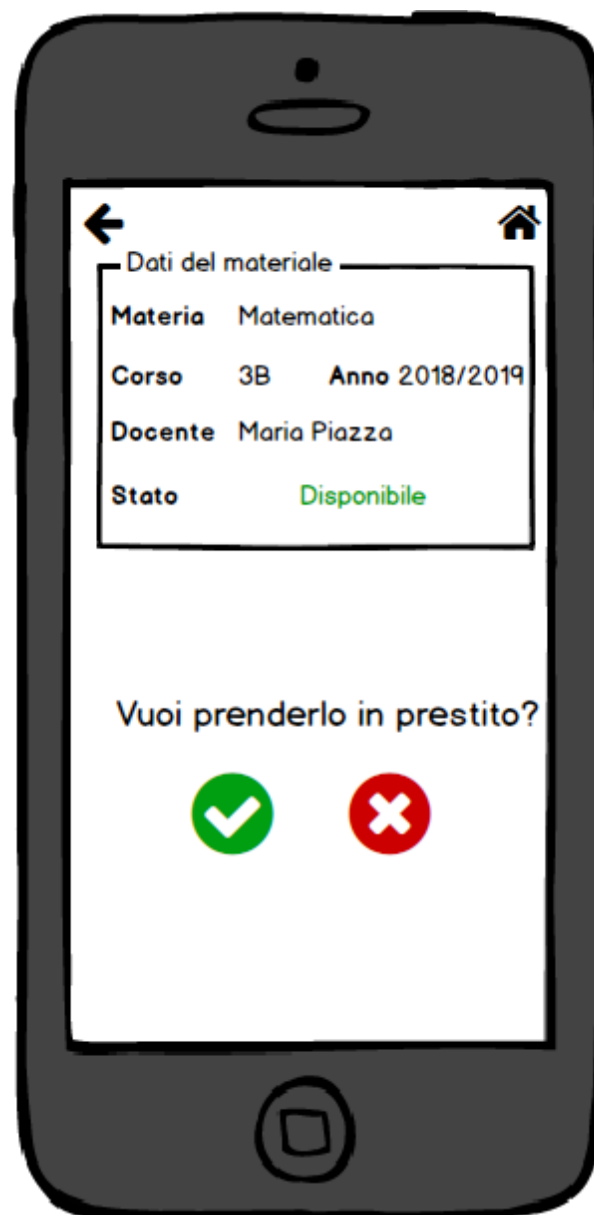 Dati del materiale
Materia Matematica
Corso 3B Anno 2018/2019
Docente Maria Piazza
Stato Disponibile
Vuoi prenderlo in prestito?